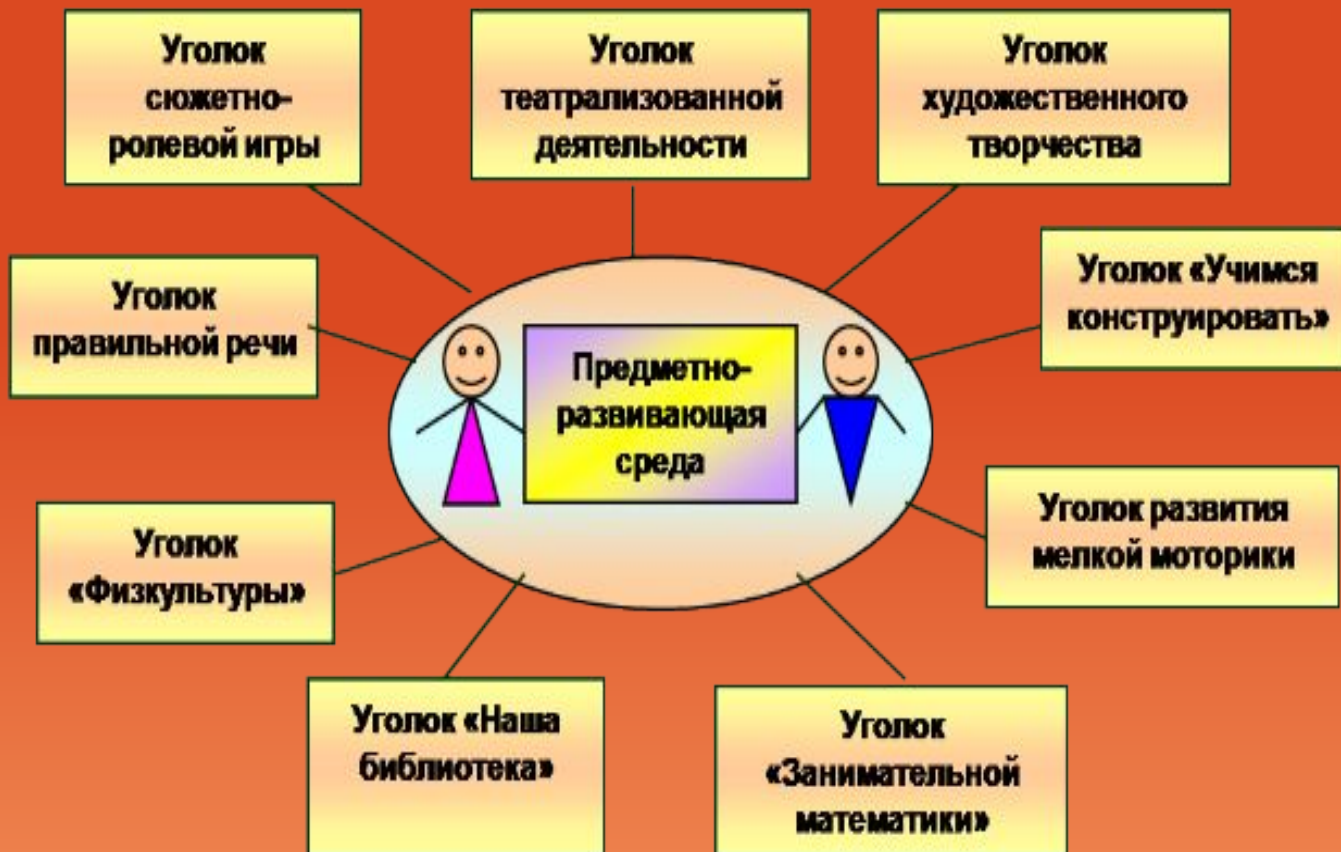 Уголок
сюжетно-
ролевой игры
Уголок
театрализованной
деятельности
Уголок
художественного
творчества
Уголок
правильной речи
Предметно-
развивающая
среда
Уголок «Учимся
конструировать»
Уголок
«Физкультуры»
Уголок развития
мелкой моторики
Уголок «Наша
библиотека»
Уголок
«Занимательной
математики»